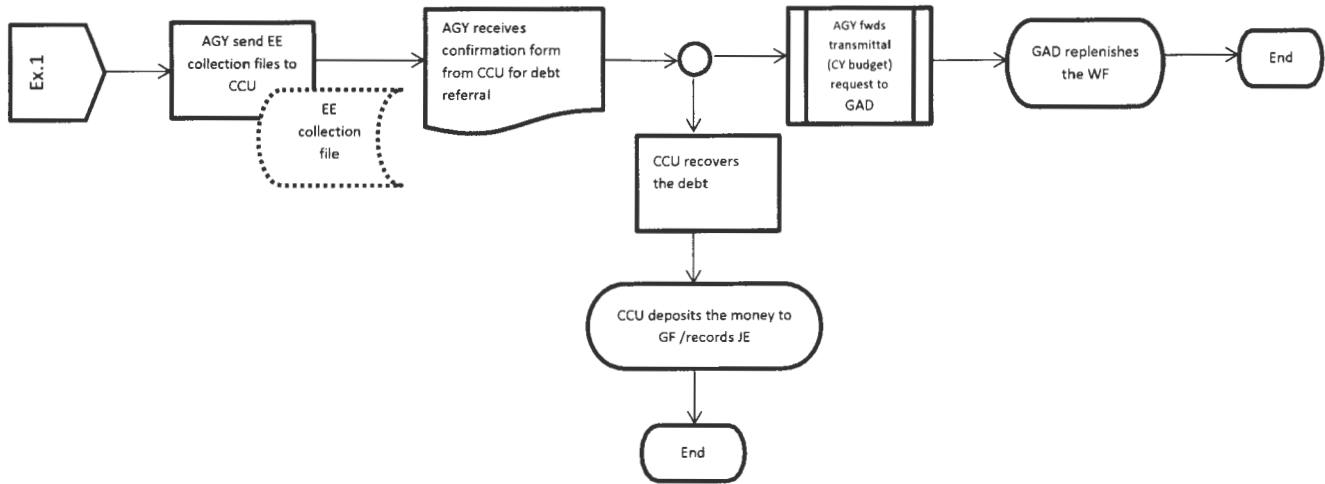 Ex.1
AGY send EE
collection files to
CCU
EE
collection
file
AGY receives
confirmation form
from CCU for debt
referral
AGY fwds
transmittal
(CY budget)
request to
GAD
GAD replenishes
the WF
End
CCU recovers
the debt
CCU deposits the money to
GF /records JE
End